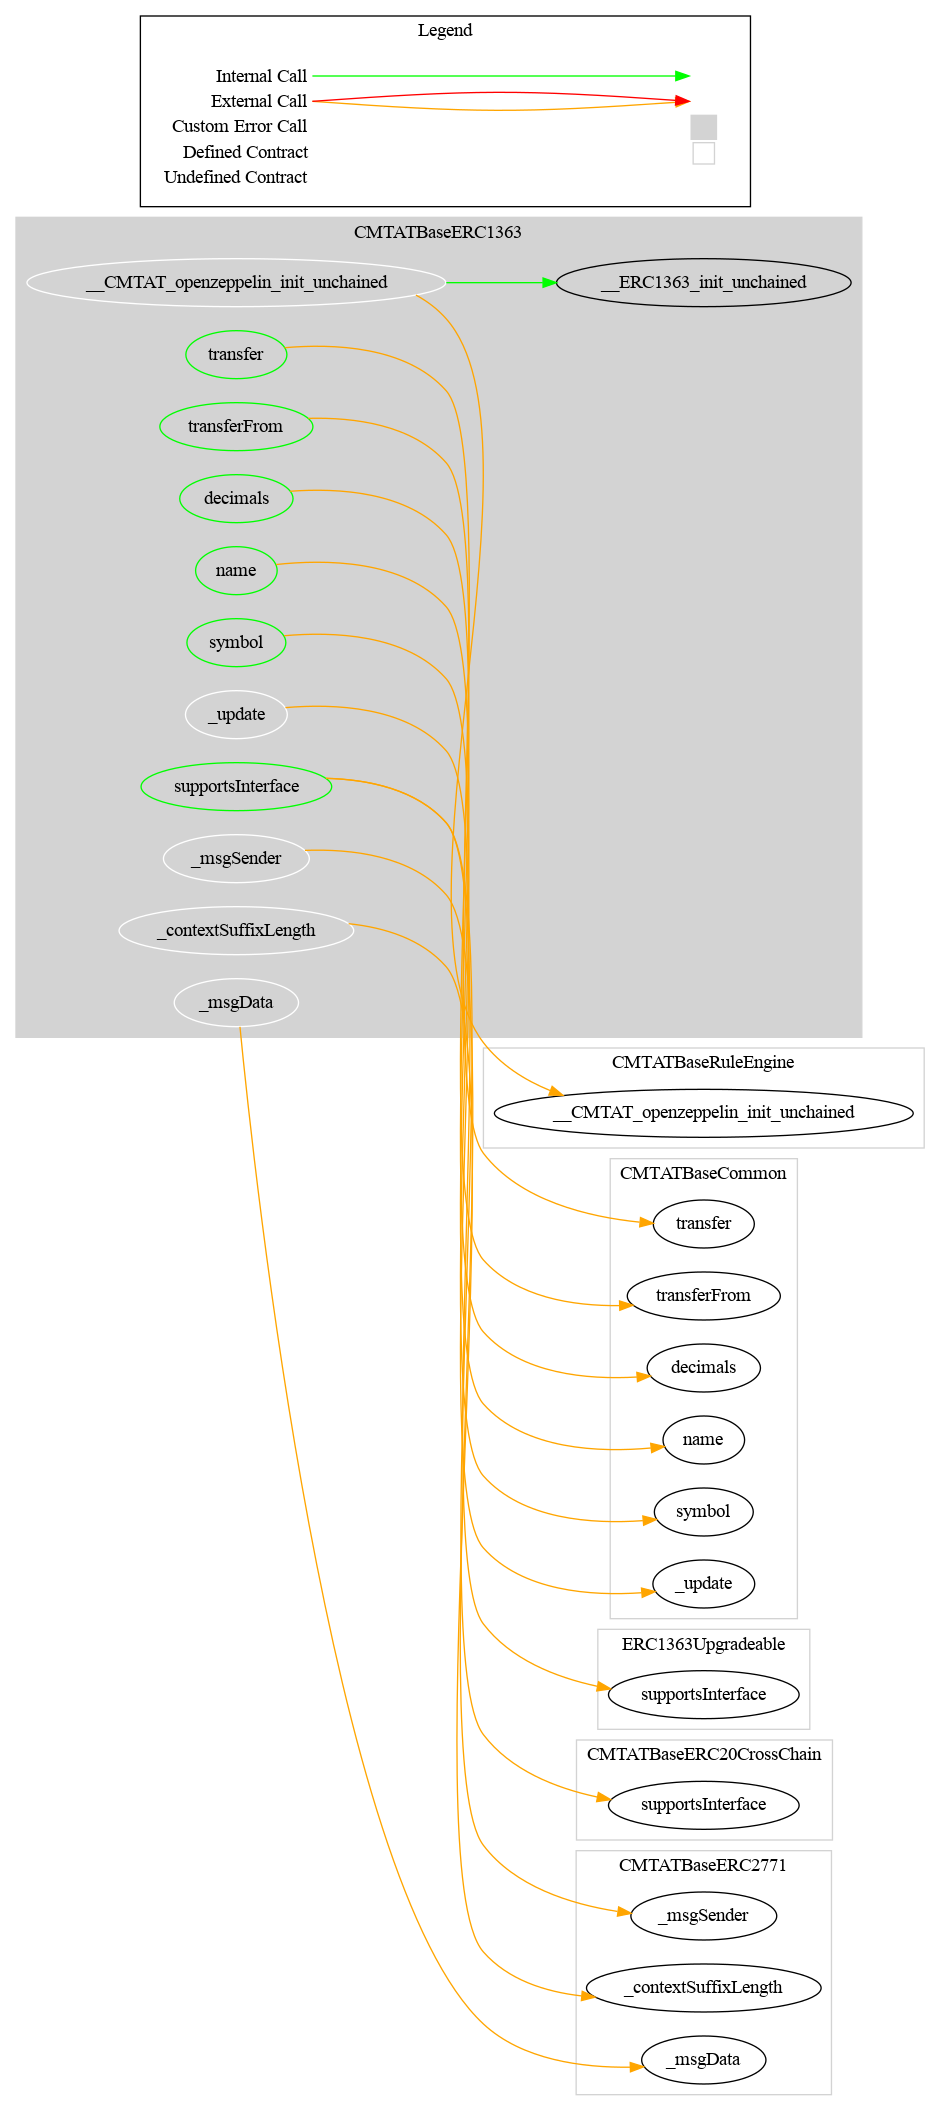 Legend
Internal Call
External Call
Custom Error Call
Defined Contract
Undefined Contract
CMTATBaseERC1363
__CMTAT_openzeppelin_init_unchained
__ERC1363_init_unchained
transfer
transferFrom
decimals
name
symbol
_update
supportsInterface
_msgSender
_contextSuffixLength
_msgData
CMTATBaseRuleEngine
__CMTAT_openzeppelin_init_unchained
CMTATBaseCommon
transfer
transferFrom
decimals
name
symbol
_update
ERC1363Upgradeable
supportsInterface
CMTATBaseERC20CrossChain
supportsInterface
CMTATBaseERC2771
_msgSender
_contextSuffixLength
_msgData